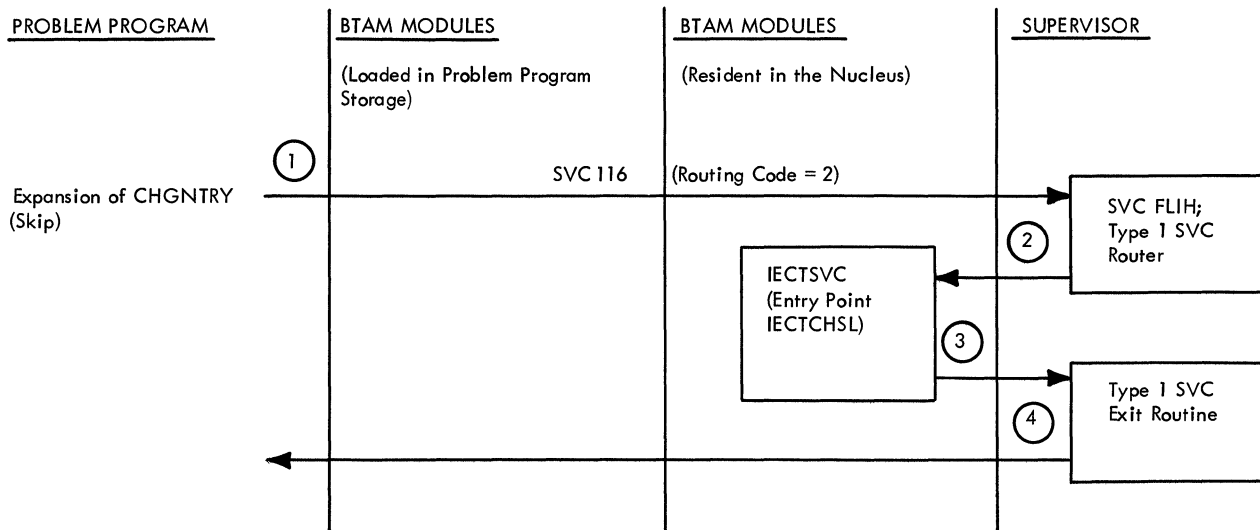 PROBLEM PROGRAM
BTAM MODULES
BTAM MODULES
SUPERVISOR
(Loaded in Problem Program
Storage)
(Resident in the Nucleus)
1
SVC 116
(Routing Code = 2)
Expansion of CHGNTRY
(Skip)
SVC FLIH;
Type 1 SVC
Router
2
IECTSVC
(Entry Point
IECTCHSL)
3
Type 1 SVC
Exit Routine
4